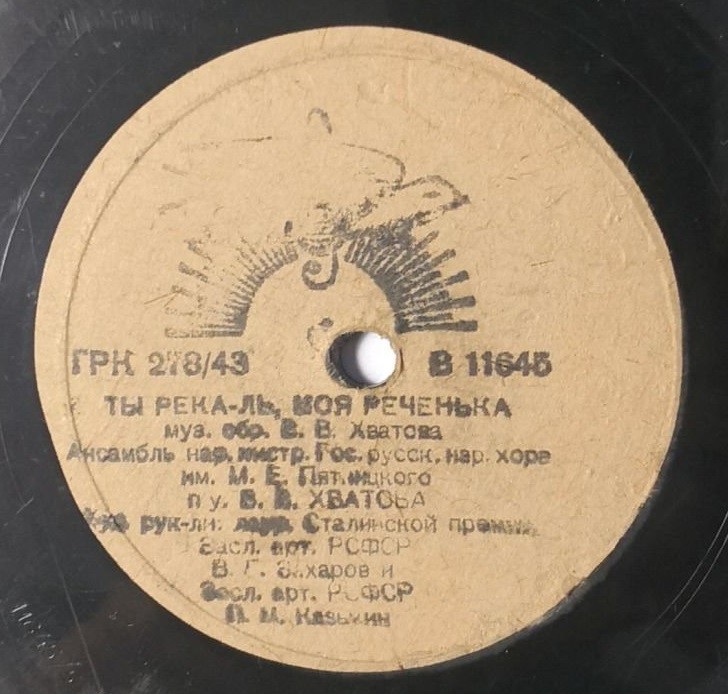 ГРК 278/43
В 11645
ТЫ РЕКА-ЛЬ, МОЯ РЕЧЕНЬКА
муз. обр. В. В. Хватова
Ансамбль нар. инстр. Гос. русск. нар. хора
им. М. Е. Пятницкого
п у. В. В. ХВАТОВА
рук-ли: лаур. Сталинской премии,
Засл. арт. РСФСР
В. Г. Захаров и
Засл. арт. РСФСР
П. М. Казьмин